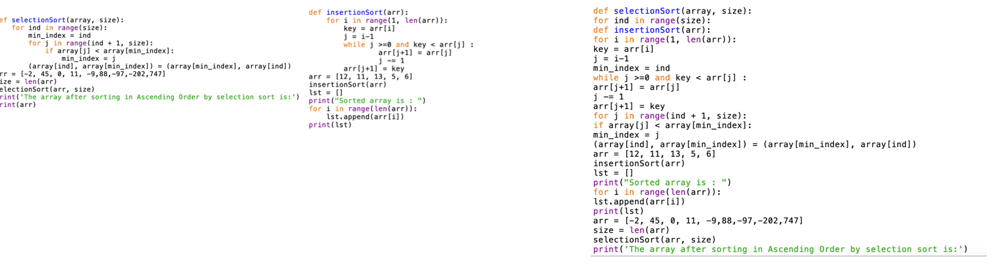 ef selectionSort(array, size):
    for ind in range(size):
        min_index = ind
        for j in range(ind + 1, size):
            if array[j] < array[min_index]:
                min_index = j
        (array[ind], array[min_index]) = (array[min_index], array[ind])
rr = [-2, 45, 0, 11, -9,88,-97,-202,747]
ize = len(arr)
electionSort(arr, size)
rint('The array after sorting in Ascending Order by selection sort is:')
rint(arr)
def insertionSort(arr):
    for i in range(1, len(arr)):
        key = arr[i]
        j = i-1
        while j >=0 and key < arr[j] :
                arr[j+1] = arr[j]
                j -= 1
        arr[j+1] = key
arr = [12, 11, 13, 5, 6]
insertionSort(arr)
lst = []
print("Sorted array is : ")
for i in range(len(arr)):
    lst.append(arr[i])
print(lst)
def selectionSort(array, size):
for ind in range(size):
def insertionSort(arr):
for i in range(1, len(arr)):
key = arr[i]
j = i-1
min_index = ind
while j >=0 and key < arr[j] :
arr[j+1] = arr[j]
j -= 1
arr[j+1] = key
for j in range(ind + 1, size):
if array[j] < array[min_index]:
min_index = j
(array[ind], array[min_index]) = (array[min_index], array[ind])
arr = [12, 11, 13, 5, 6]
insertionSort(arr)
lst = []
print("Sorted array is : ")
for i in range(len(arr)):
lst.append(arr[i])
print(lst)
arr = [-2, 45, 0, 11, -9,88,-97,-202,747]
size = len(arr)
selectionSort(arr, size)
print('The array after sorting in Ascending Order by selection sort is:')